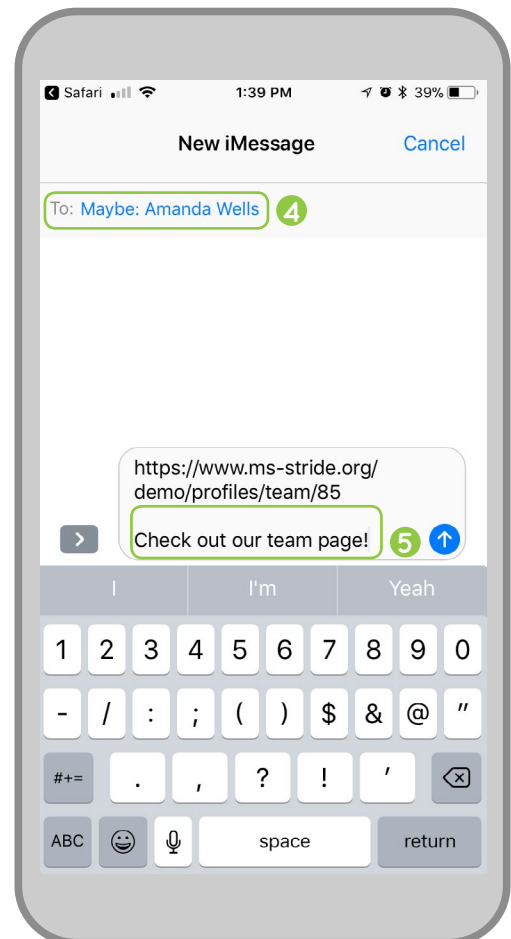 Safari 1:39 PM 39%
New iMessage Cancel
To: Maybe: Amanda Wells 4
https://www.ms-stride.org/
demo/profiles/team/85
Check out our team page! 5
I I'm Yeah
1 2 3 4 5 6 7 8 9 0
- / : ; ( ) $ & @ "
#+= . , ? ! '
ABC space return